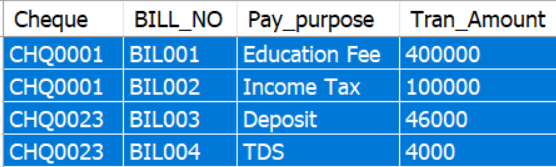 Cheque BILL_NO Pay_purpose Tran_Amount
CHQ0001 BIL001 Education Fee 400000
CHQ0001 BIL002 Income Tax 100000
CHQ0023 BIL003 Deposit 46000
CHQ0023 BIL004 TDS 4000